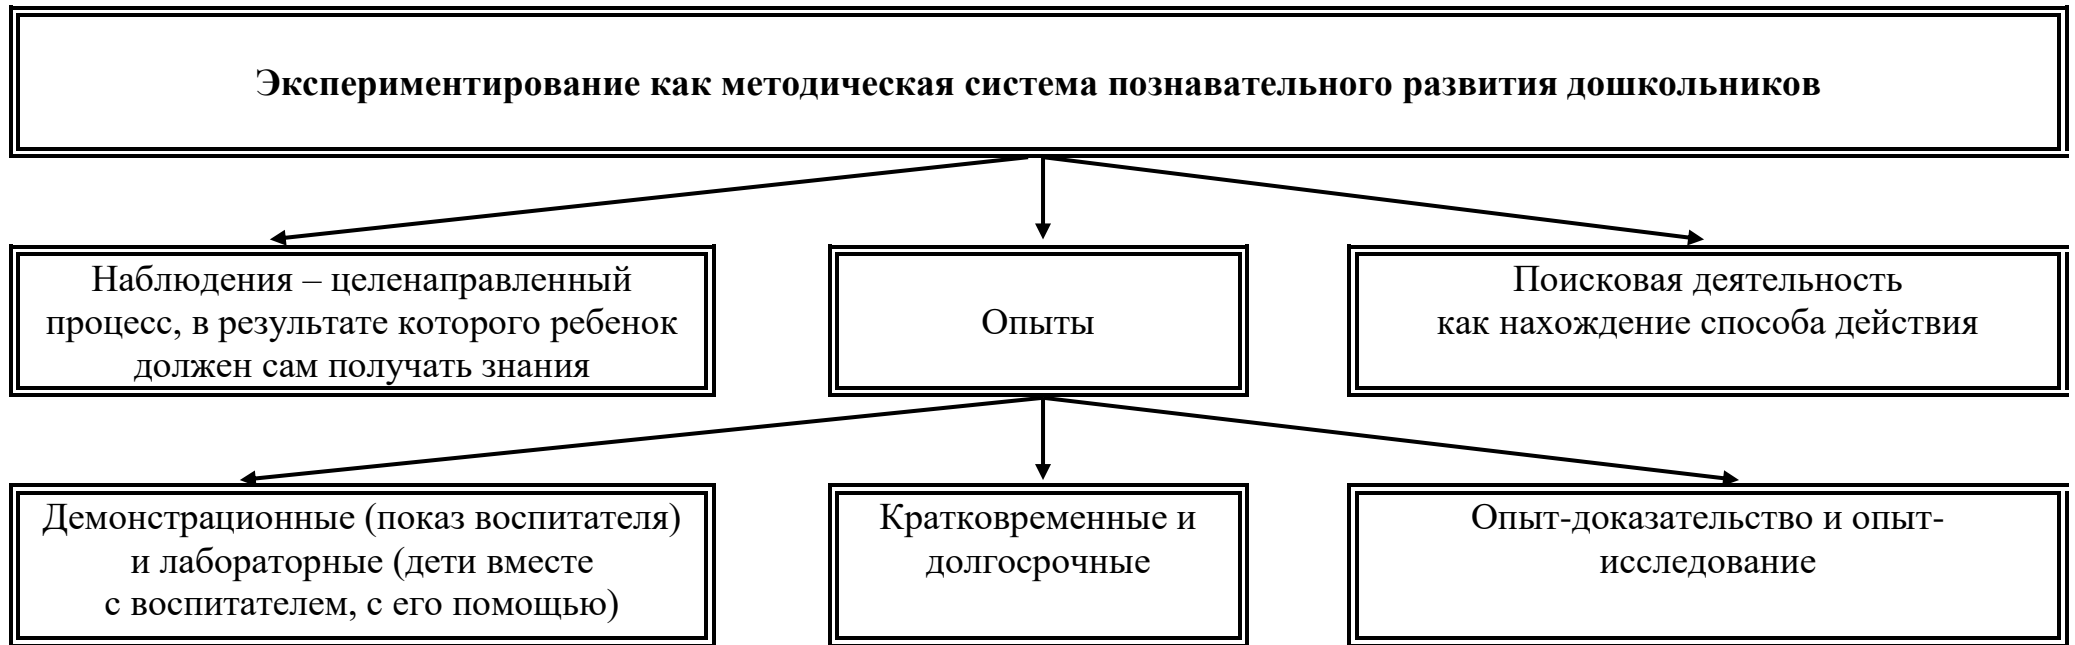 Экспериментирование как методическая система познавательного развития дошкольников
Наблюдения – целенаправленный
процесс, в результате которого ребенок
должен сам получать знания
Опыты
Поисковая деятельность
как нахождение способа действия
Демонстрационные (показ воспитателя)
и лабораторные (дети вместе
с воспитателем, с его помощью)
Кратковременные и
долгосрочные
Опыт-доказательство и опыт-
исследование